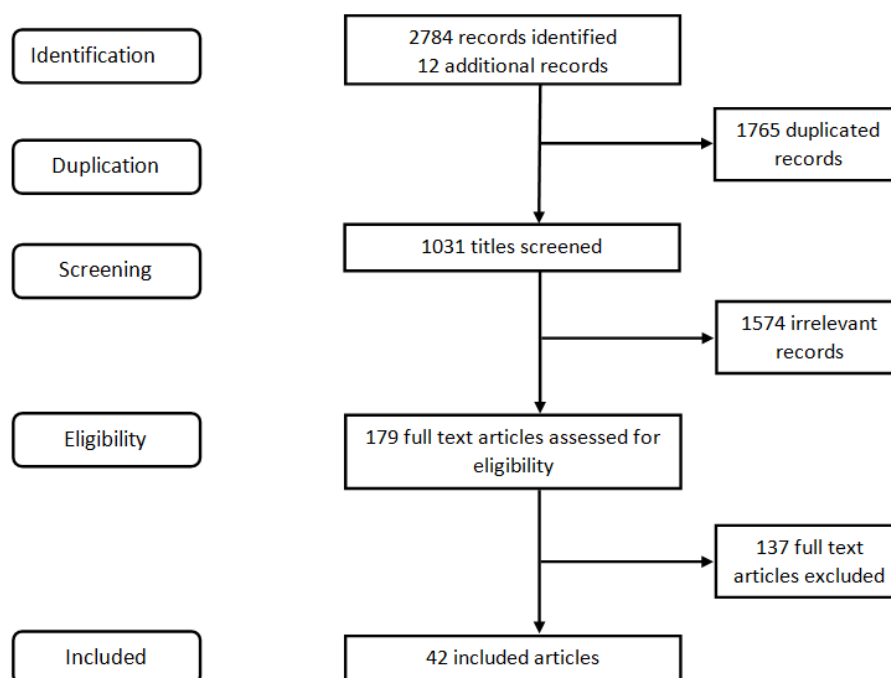 Identification
2784 records identified
12 additional records
1765 duplicated
records
Duplication
1031 titles screened
Screening
1574 irrelevant
records
Eligibility
179 full text articles assessed for
eligibility
137 full text
articles excluded
Included
42 included articles